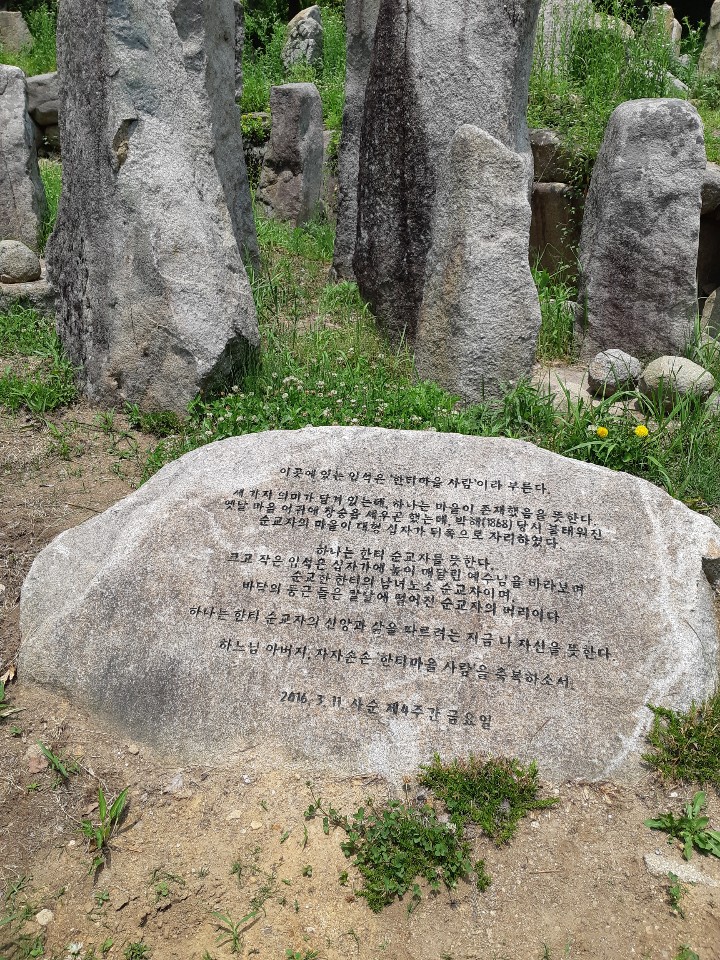 이곳에 있는 입석은 '한티마을 사람'이라 부른다.
세 가지 의미가 담겨 있는데, 하나는 마을이 존재했음을 뜻한다.
옛날 마을 어귀에 장승을 세우곤 했는데, 박해(1868) 당시 불태워진
순교자의 마을이 대형 십자가 뒤쪽으로 자리하였다.
하나는 한티 순교자를 뜻한다.
크고 작은 입석은 십자가에 높이 매달린 예수님을 바라보며
순교한 한티의 남녀노소 순교자이며,
바닥의 둥근 돌은 칼날에 떨어진 순교자의 머리이다
하나는 한티 순교자의 신앙과 삶을 따르려는 지금 나 자신을 뜻한다.
하느님 아버지, 자자손손 '한티마을 사람'을 축복하소서.
2016. 3. 11. 사순 제4주간 금요일